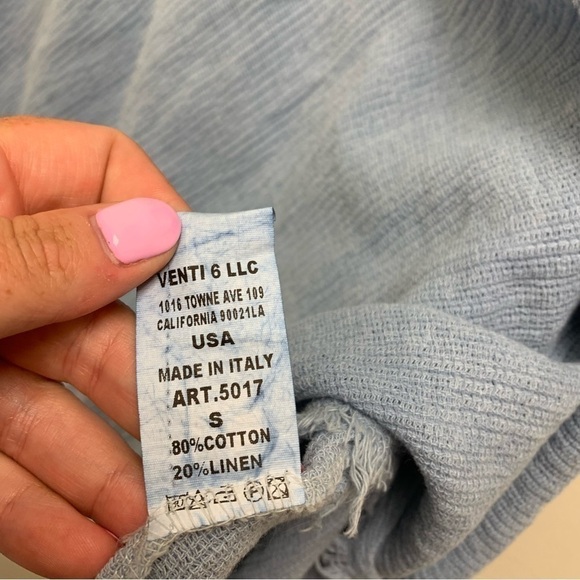 VENTI 6 LLC
1016 TOWNE AVE 109
CALIFORNIA 90021LA
USA
MADE IN ITALY
ART.5017
S
80%COTTON
20%LINEN